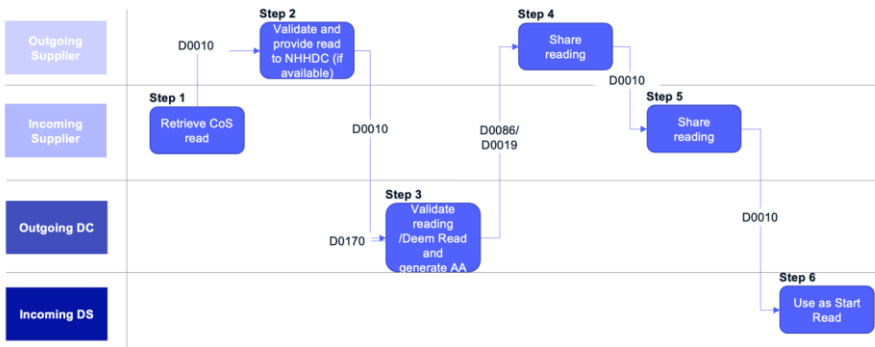 Outgoing
Supplier
Step 2
Validate and
provide read
to NHHDC (if
available)
D0010
Step 4
Share
reading
D0010
Incoming
Supplier
Step 1
Retrieve CoS
read
D0010
D0086/
D0019
Step 5
Share
reading
Outgoing DC
D0170
Step 3
Validate
reading
/Deem Read
and
generate AA
D0010
Incoming DS
Step 6
Use as Start
Read